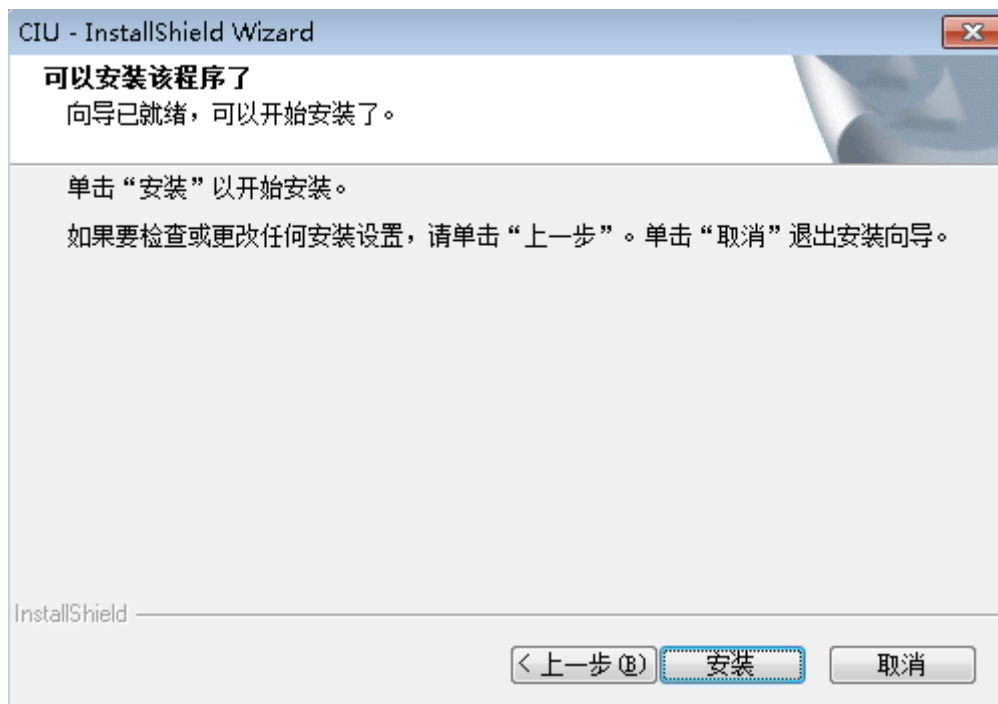 CIU - InstallShield Wizard
可以安装该程序了
向导已就绪，可以开始安装了。
单击“安装”以开始安装。
如果要检查或更改任何安装设置，请单击“上一步”。单击“取消”退出安装向导。
InstallShield
< 上一步(B)
安装
取消